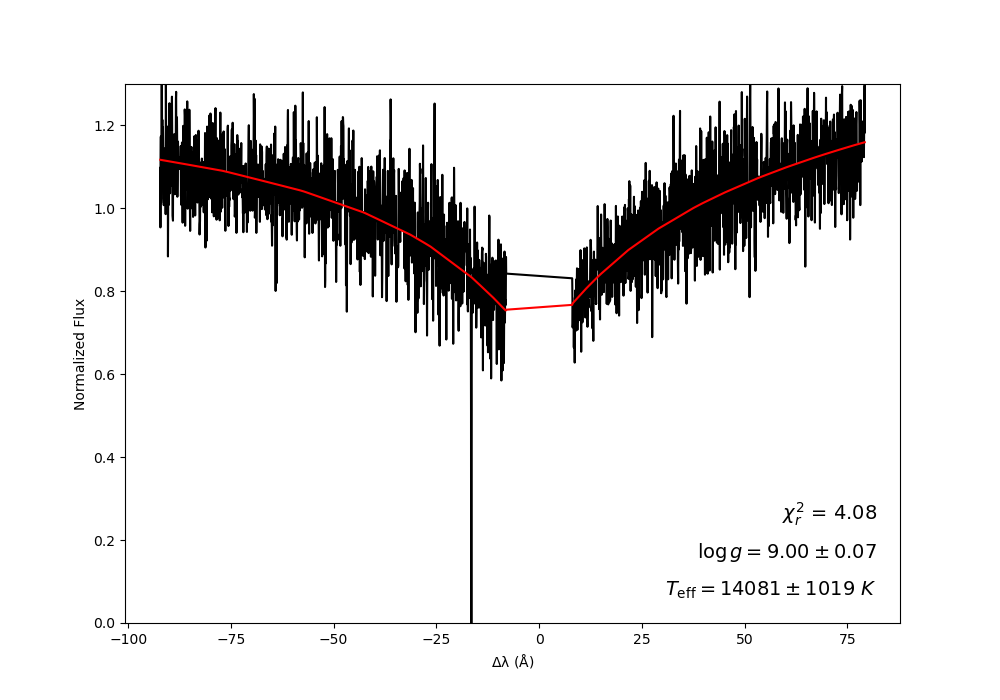 1.2
1.0
0.8
0.6
0.4
0.2
0.0
Normalized Flux
χ²ᵣ = 4.08
log g = 9.00 ± 0.07
T_eff = 14081 ± 1019 K
−100 −75 −50 −25 0 25 50 75
Δλ (Å)